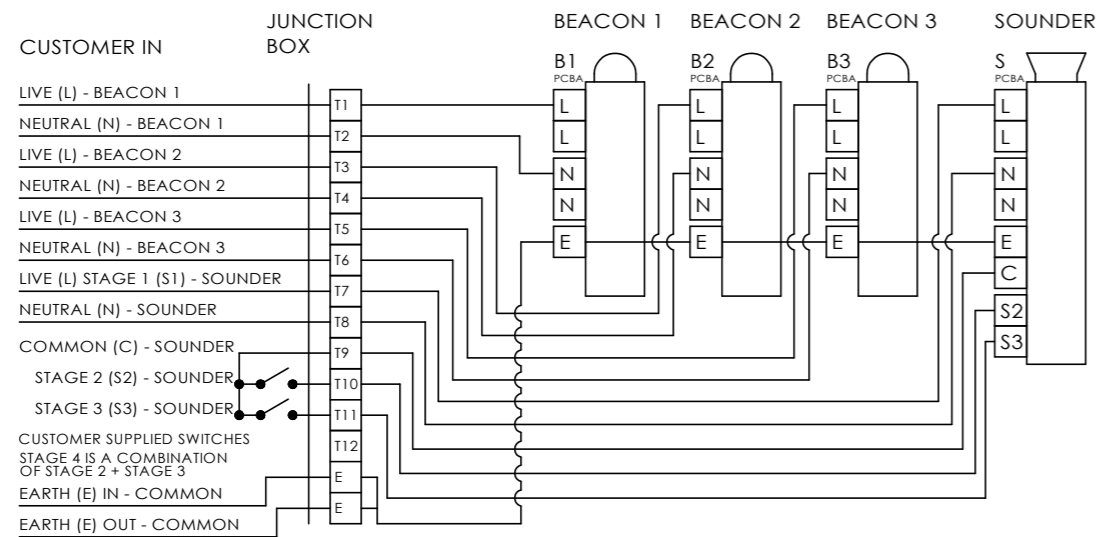 JUNCTION
BOX
BEACON 1
BEACON 2
BEACON 3
SOUNDER
CUSTOMER IN
B1
PCBA
B2
PCBA
B3
PCBA
S
PCBA
LIVE (L) - BEACON 1
NEUTRAL (N) - BEACON 1
LIVE (L) - BEACON 2
NEUTRAL (N) - BEACON 2
LIVE (L) - BEACON 3
NEUTRAL (N) - BEACON 3
LIVE (L) STAGE 1 (S1) - SOUNDER
NEUTRAL (N) - SOUNDER
COMMON (C) - SOUNDER
STAGE 2 (S2) - SOUNDER
STAGE 3 (S3) - SOUNDER
CUSTOMER SUPPLIED SWITCHES
STAGE 4 IS A COMBINATION
OF STAGE 2 + STAGE 3
EARTH (E) IN - COMMON
EARTH (E) OUT - COMMON
T1
T2
T3
T4
T5
T6
T7
T8
T9
T10
T11
T12
E
E
L
L
N
N
E
L
L
N
N
E
L
L
N
N
E
L
L
N
N
E
C
S2
S3